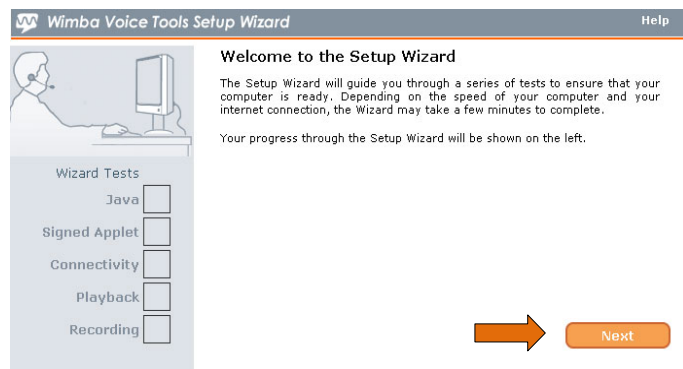 Wimba Voice Tools Setup Wizard
Help
Welcome to the Setup Wizard
The Setup Wizard will guide you through a series of tests to ensure that your
computer is ready. Depending on the speed of your computer and your
internet connection, the Wizard may take a few minutes to complete.
Your progress through the Setup Wizard will be shown on the left.
Wizard Tests
Java
Signed Applet
Connectivity
Playback
Recording
Next